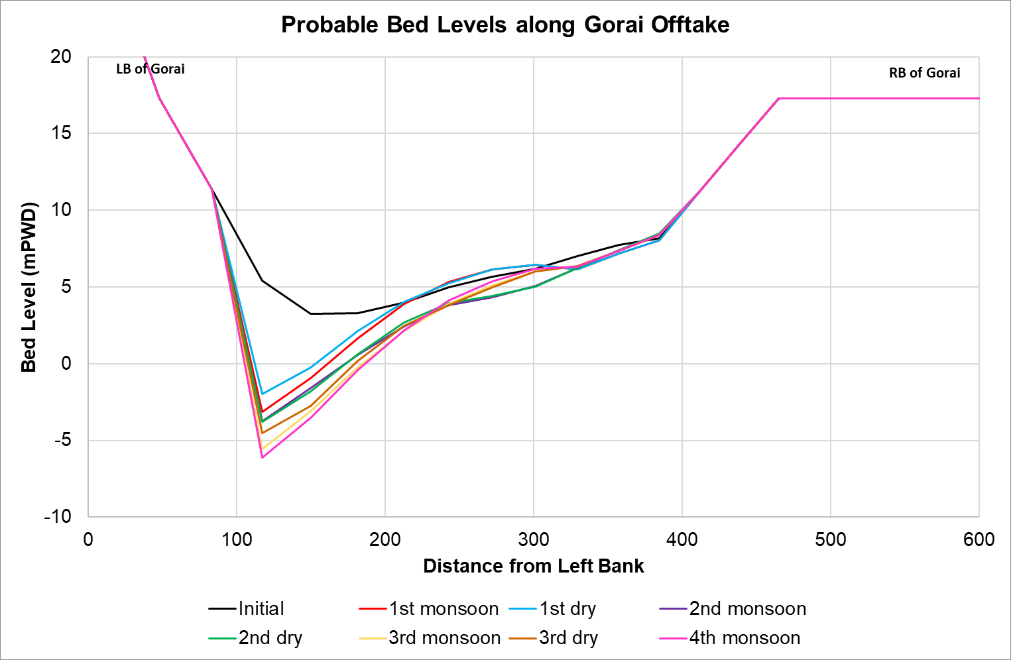 Probable Bed Levels along Gorai Offtake
20
LB of Gorai
RB of Gorai
15
10
5
0
-5
-10
Bed Level (mPWD)
0 100 200 300 400 500 600
Distance from Left Bank
Initial 1st monsoon 1st dry 2nd monsoon
2nd dry 3rd monsoon 3rd dry 4th monsoon